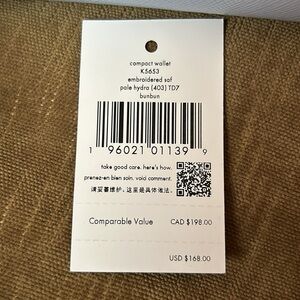 compact wallet
K5653
embroidered saf
pale hydra (403) TD7
bunbun
1 96021 01139 9
take good care. here's how.
prenez-en bien soin. void comment.
请妥善维护。这里是具体做法。
Comparable Value CAD $198.00
USD $168.00